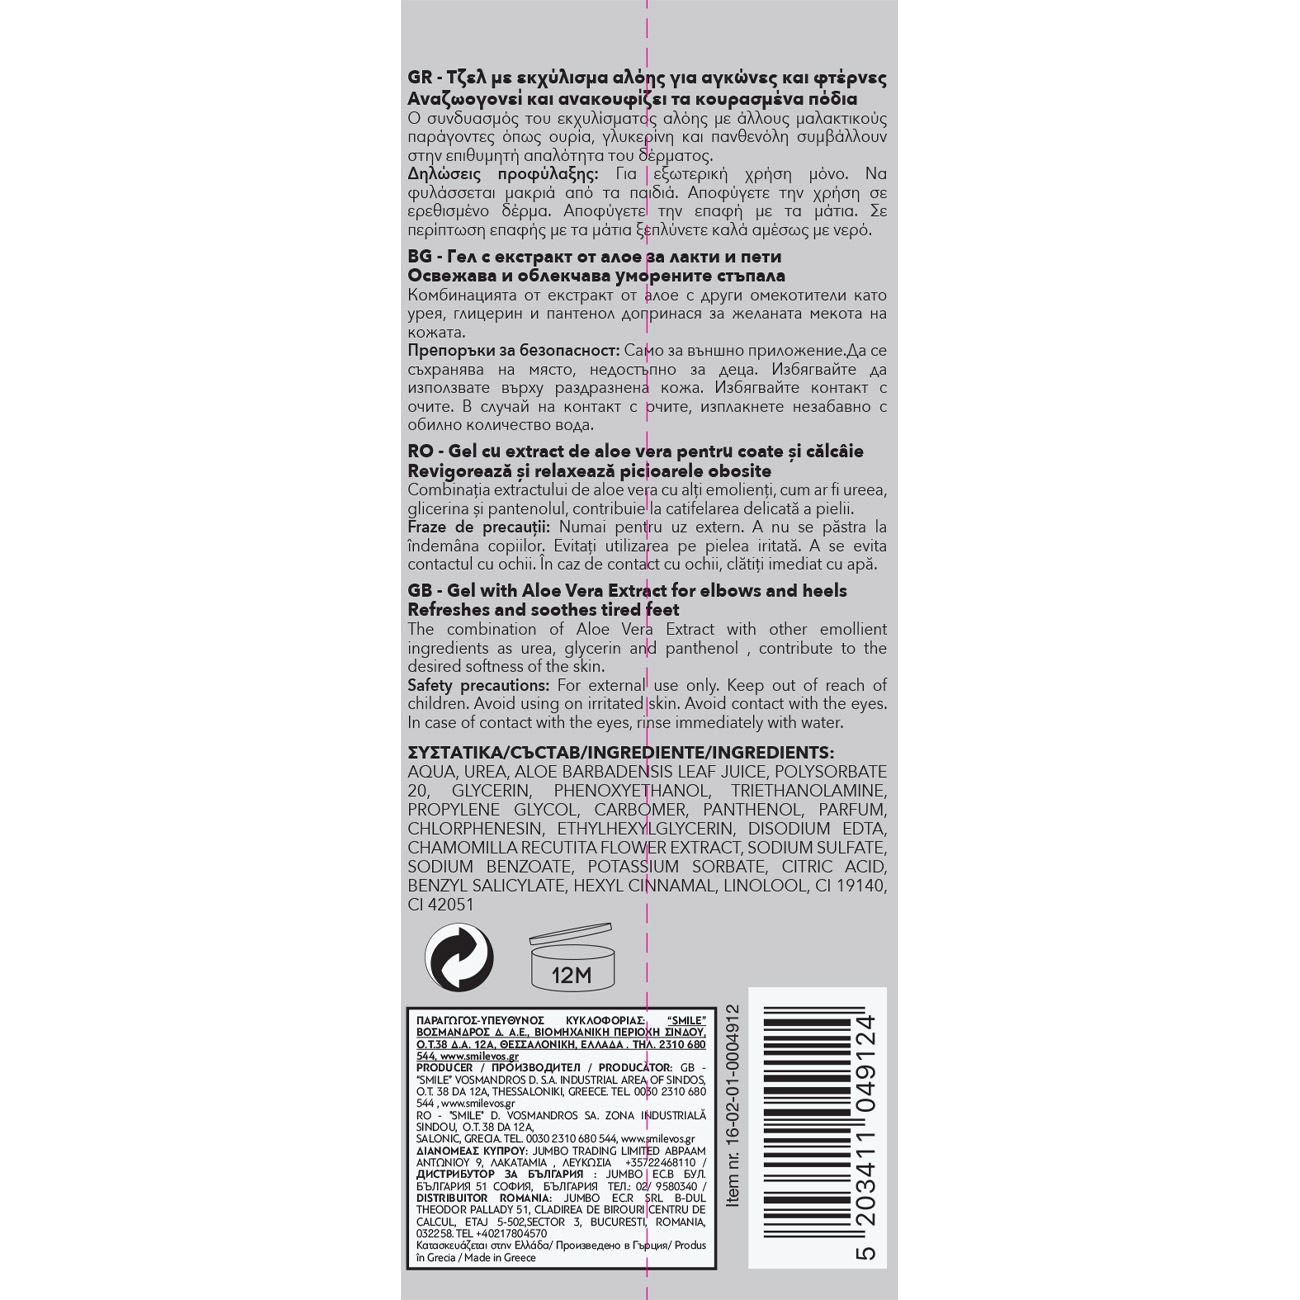 GR - Τζελ με εκχύλισμα αλόης για αγκώνες και φτέρνες
Αναζωογονεί και ανακουφίζει τα κουρασμένα πόδια
Ο συνδυασμός του εκχυλίσματος αλόης με άλλους μαλακτικούς
παράγοντες όπως ουρία, γλυκερίνη και πανθενόλη συμβάλλουν
στην επιθυμητή απαλότητα του δέρματος.
Δηλώσεις προφύλαξης: Για εξωτερική χρήση μόνο. Να
φυλάσσεται μακριά από τα παιδιά. Αποφύγετε την χρήση σε
ερεθισμένο δέρμα. Αποφύγετε την επαφή με τα μάτια. Σε
περίπτωση επαφής με τα μάτια ξεπλύνετε καλά αμέσως με νερό.
BG - Гел с екстракт от алое за лакти и пети
Освежава и облекчава уморените стъпала
Комбинацията от екстракт от алое с други омекотители като
урея, глицерин и пантенол допринася за желаната мекота на
кожата.
Препоръки за безопасност: Само за външно приложение.Да се
съхранява на място, недостъпно за деца. Избягвайте да
използвате върху раздразнена кожа. Избягвайте контакт с
очите. В случай на контакт с очите, изплакнете незабавно с
обилно количество вода.
RO - Gel cu extract de aloe vera pentru coate și călcâie
Revigorează și relaxează picioarele obosite
Combinația extractului de aloe vera cu alți emolienți, cum ar fi ureea,
glicerina și pantenolul, contribuie la catifelarea delicată a pielii.
Fraze de precauții: Numai pentru uz extern. A nu se păstra la
îndemâna copiilor. Evitați utilizarea pe pielea iritată. A se evita
contactul cu ochii. În caz de contact cu ochii, clătiți imediat cu apă.
GB - Gel with Aloe Vera Extract for elbows and heels
Refreshes and soothes tired feet
The combination of Aloe Vera Extract with other emollient
ingredients as urea, glycerin and panthenol , contribute to the
desired softness of the skin.
Safety precautions: For external use only. Keep out of reach of
children. Avoid using on irritated skin. Avoid contact with the eyes.
In case of contact with the eyes, rinse immediately with water.
ΣΥΣΤΑΤΙΚΑ/СЪСТАВ/INGREDIENTE/INGREDIENTS:
AQUA, UREA, ALOE BARBADENSIS LEAF JUICE, POLYSORBATE
20, GLYCERIN, PHENOXYETHANOL, TRIETHANOLAMINE,
PROPYLENE GLYCOL, CARBOMER, PANTHENOL, PARFUM,
CHLORPHENESIN, ETHYLHEXYLGLYCERIN, DISODIUM EDTA,
CHAMOMILLA RECUTITA FLOWER EXTRACT, SODIUM SULFATE,
SODIUM BENZOATE, POTASSIUM SORBATE, CITRIC ACID,
BENZYL SALICYLATE, HEXYL CINNAMAL, LINOLOOL, CI 19140,
CI 42051
12M
ΠΑΡΑΓΩΓΟΣ-ΥΠΕΥΘΥΝΟΣ ΚΥΚΛΟΦΟΡΙΑΣ: "SMILE"
ΒΟΣΜΑΝΔΡΟΣ Δ. Α.Ε., ΒΙΟΜΗΧΑΝΙΚΗ ΠΕΡΙΟΧΗ ΣΙΝΔΟΥ,
Ο.Τ.38 Δ.Α. 12Α, ΘΕΣΣΑΛΟΝΙΚΗ, ΕΛΛΑΔΑ . ΤΗΛ. 2310 680
544, www.smilevos.gr
PRODUCER / ПРОИЗВОДИТЕЛ / PRODUCĂTOR: GB -
"SMILE" VOSMANDROS D. S.A. INDUSTRIAL AREA OF SINDOS,
O.T. 38 DA 12A, THESSALONIKI, GREECE. TEL. 0030 2310 680
544 , www.smilevos.gr
RO - "SMILE" D. VOSMANDROS SA. ZONA INDUSTRIALĂ
SINDOU, O.T. 38 DA 12A,
SALONIC, GRECIA. TEL. 0030 2310 680 544, www.smilevos.gr
ΔΙΑΝΟΜΕΑΣ ΚΥΠΡΟΥ: JUMBO TRADING LIMITED ΑΒΡΑΑΜ
ΑΝΤΩΝΙΟΥ 9, ΛΑΚΑΤΑΜΙΑ , ΛΕΥΚΩΣΙΑ +35722468110 /
ДИСТРИБУТОР ЗА БЪЛГАРИЯ : JUMBO EC.B БУЛ.
БЪЛГАРИЯ 51 СОФИЯ, БЪЛГАРИЯ ТЕЛ.: 02/ 9580340 /
DISTRIBUITOR ROMANIA: JUMBO EC.R SRL B-DUL
THEODOR PALLADY 51, CLADIREA DE BIROURI CENTRU DE
CALCUL, ETAJ 5-502,SECTOR 3, BUCURESTI, ROMANIA,
032258. TEL +40217804570
Κατασκευάζεται στην Ελλάδα/ Произведено в Гърция/ Produs
în Grecia / Made in Greece
Item nr. 16-02-01-0004912
5 203411 049124